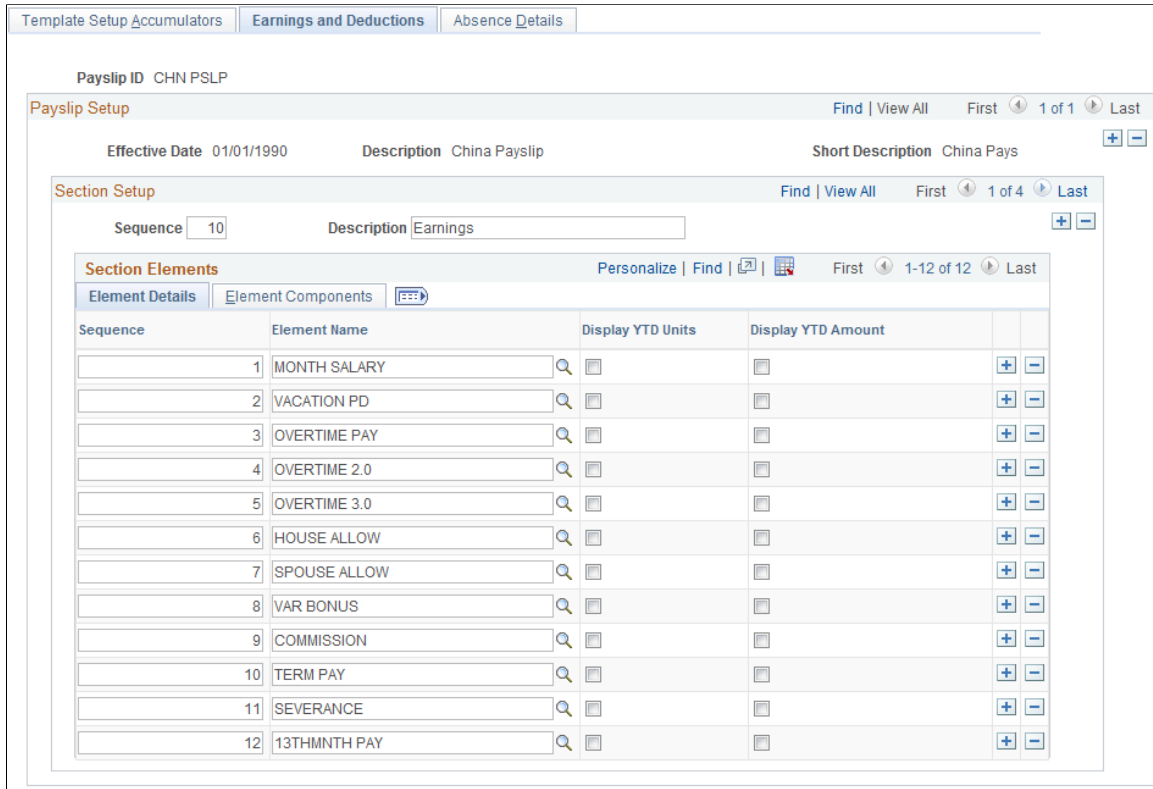 Template Setup Accumulators Earnings and Deductions Absence Details
Payslip ID CHN PSLP
Payslip Setup Find | View All First 1 of 1 Last
Effective Date 01/01/1990 Description China Payslip Short Description China Pays
Section Setup Find | View All First 1 of 4 Last
Sequence 10 Description Earnings
Section Elements Personalize | Find | | First 1-12 of 12 Last
Element Details Element Components
Sequence Element Name Display YTD Units Display YTD Amount
1 MONTH SALARY
2 VACATION PD
3 OVERTIME PAY
4 OVERTIME 2.0
5 OVERTIME 3.0
6 HOUSE ALLOW
7 SPOUSE ALLOW
8 VAR BONUS
9 COMMISSION
10 TERM PAY
11 SEVERANCE
12 13THMNTH PAY